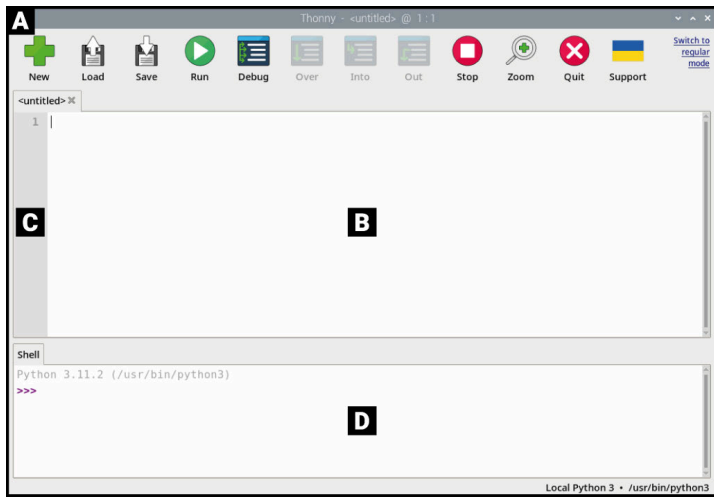 A
Thonny - <untitled> @ 1:1
New Load Save Run Debug Over Into Out Stop Zoom Quit Support
Switch to
regular
mode
<untitled>
1
C
B
Shell
Python 3.11.2 (/usr/bin/python3)
>>>
D
Local Python 3 • /usr/bin/python3